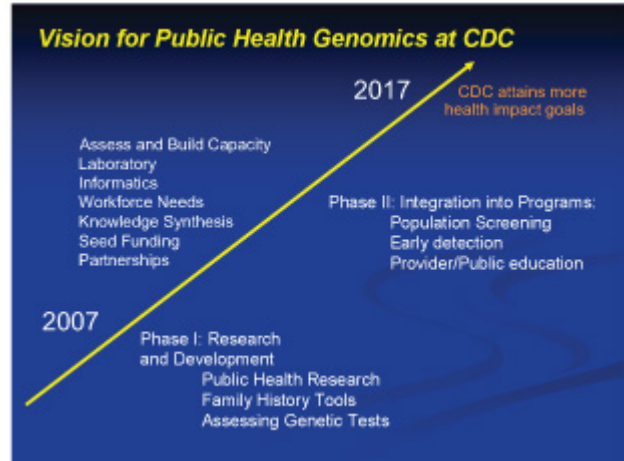 Vision for Public Health Genomics at CDC
2017
CDC attains more
health impact goals
Assess and Build Capacity
Laboratory
Informatics
Workforce Needs
Knowledge Synthesis
Seed Funding
Partnerships
Phase II: Integration into Programs:
Population Screening
Early detection
Provider/Public education
2007
Phase I: Research
and Development
Public Health Research
Family History Tools
Assessing Genetic Tests